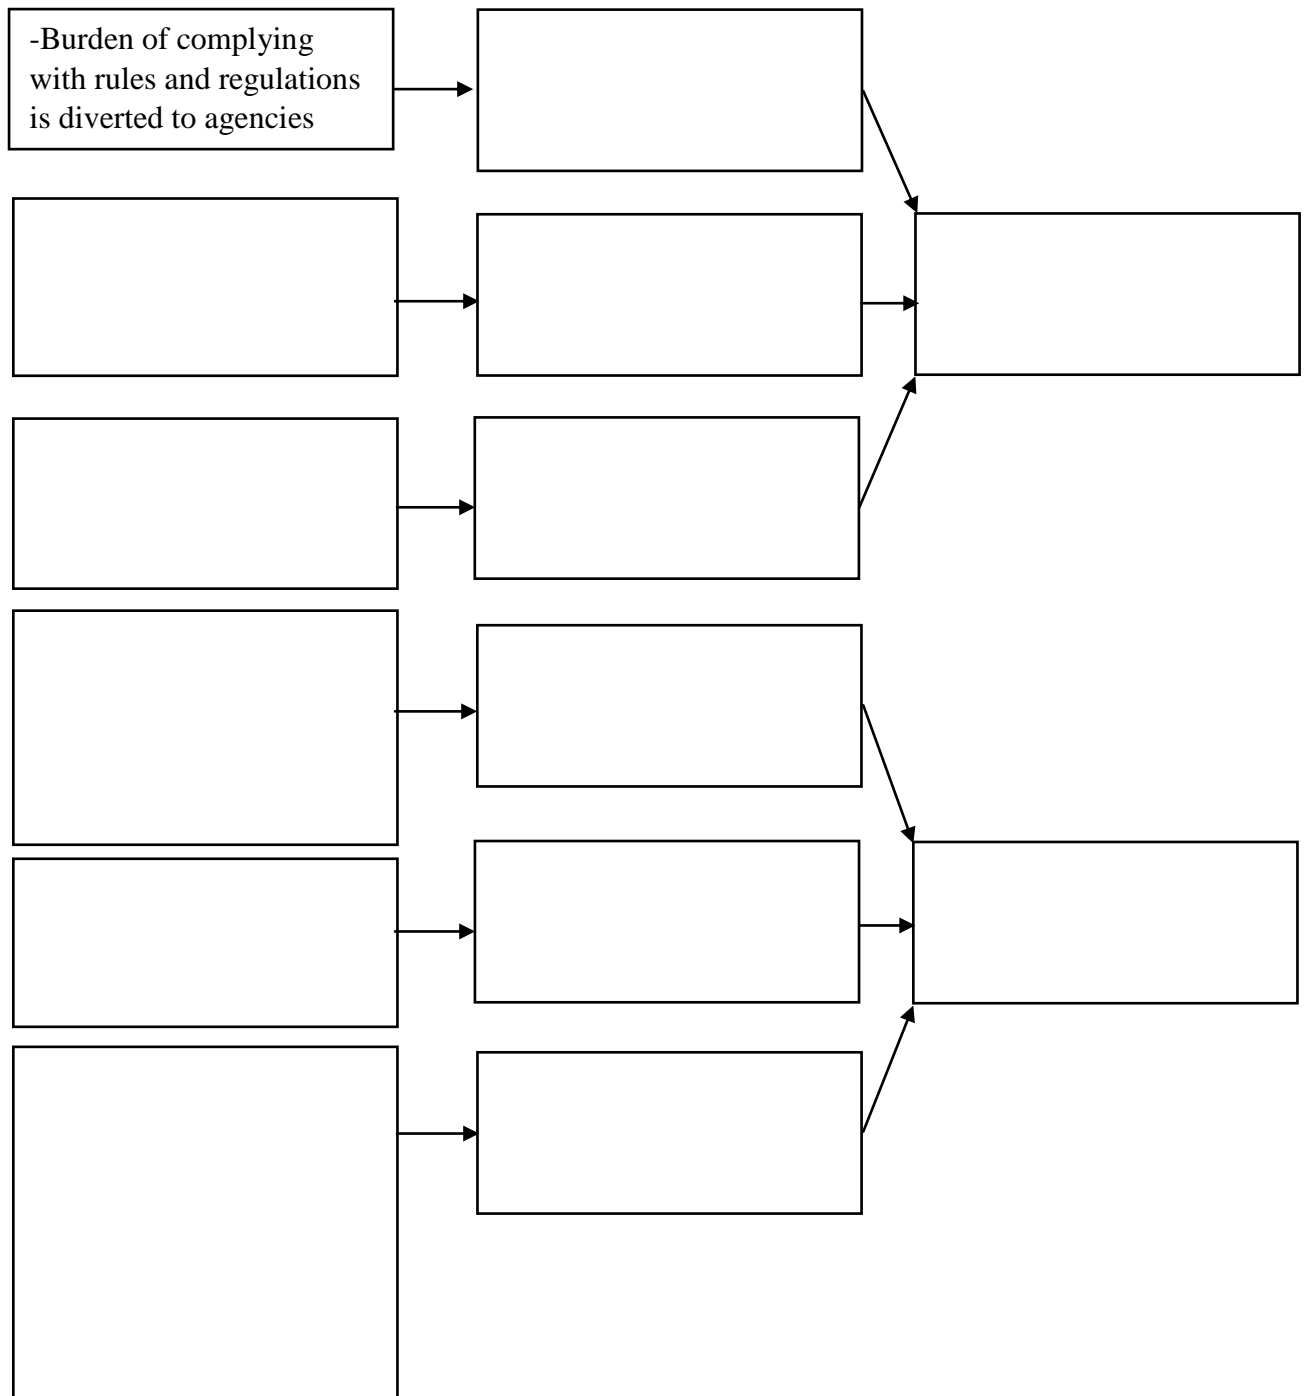 -Burden of complying
with rules and regulations
is diverted to agencies